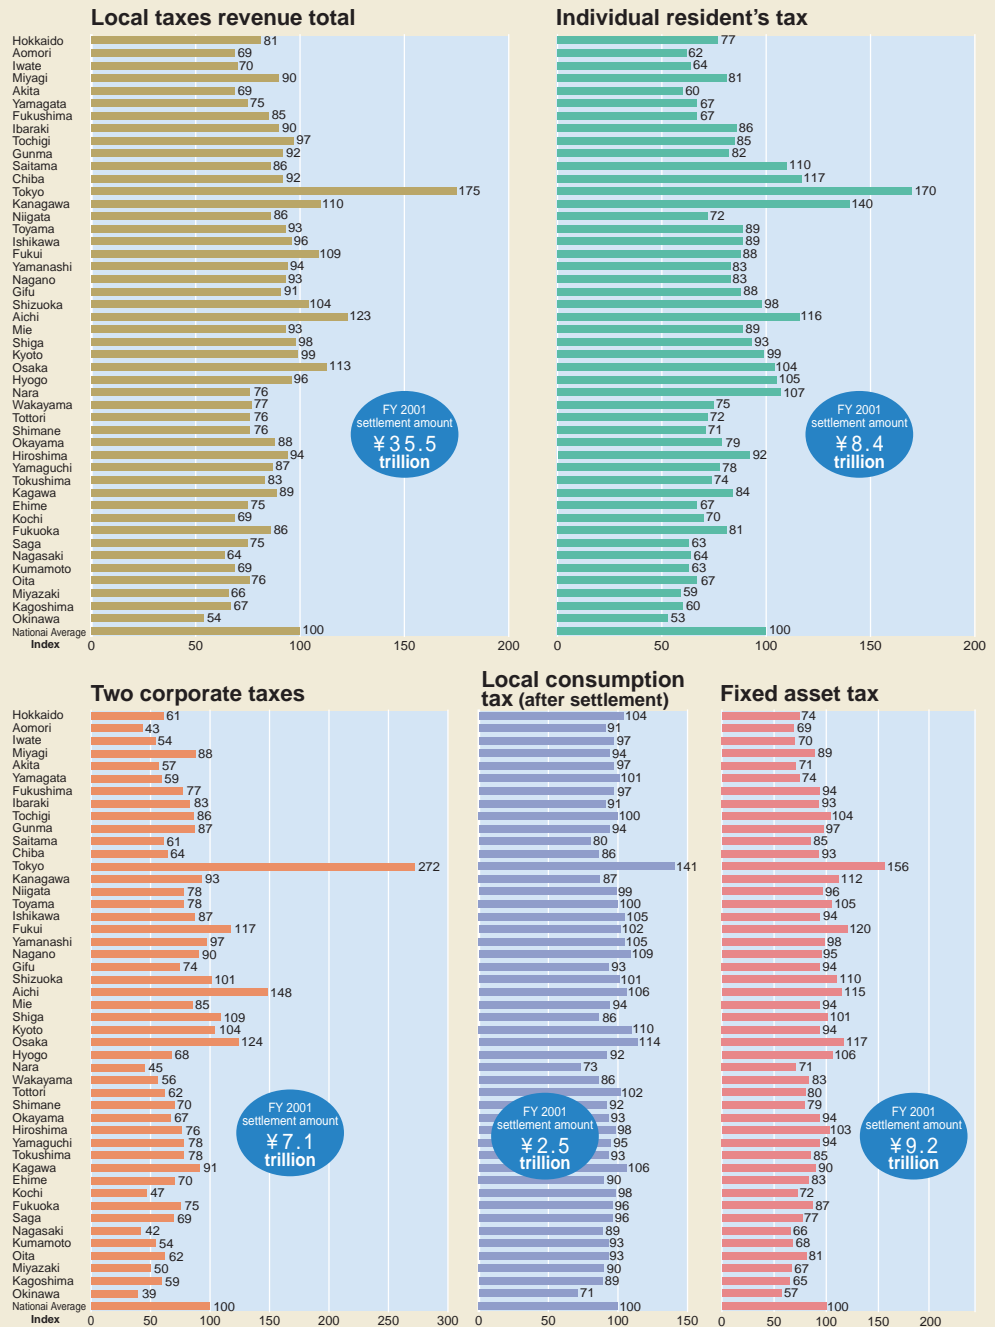 Local taxes revenue total
Hokkaido 81
Aomori 69
Iwate 70
Miyagi 90
Akita 69
Yamagata 75
Fukushima 85
Ibaraki 90
Tochigi 97
Gunma 92
Saitama 86
Chiba 92
Tokyo 175
Kanagawa 110
Niigata 86
Toyama 93
Ishikawa 96
Fukui 109
Yamanashi 94
Nagano 93
Gifu 91
Shizuoka 104
Aichi 123
Mie 93
Shiga 98
Kyoto 99
Osaka 113
Hyogo 96
Nara 76
Wakayama 77
Tottori 76
Shimane 76
Okayama 88
Hiroshima 94
Yamaguchi 87
Tokushima 83
Kagawa 89
Ehime 75
Kochi 69
Fukuoka 86
Saga 75
Nagasaki 64
Kumamoto 69
Oita 76
Miyazaki 66
Kagoshima 67
Okinawa 54
National Average 100
Index 0 50 100 150 200
FY 2001
settlement amount
¥35.5
trillion
Individual resident's tax
77
62
64
81
60
67
67
86
85
82
110
117
170
140
72
89
89
88
83
83
88
98
116
89
93
99
104
105
107
75
72
71
79
92
78
74
84
67
70
81
63
64
63
67
59
60
53
100
0 50 100 150 200
FY 2001
settlement amount
¥8.4
trillion
Two corporate taxes
Hokkaido 61
Aomori 43
Iwate 54
Miyagi 88
Akita 57
Yamagata 59
Fukushima 77
Ibaraki 83
Tochigi 86
Gunma 87
Saitama 61
Chiba 64
Tokyo 272
Kanagawa 93
Niigata 78
Toyama 78
Ishikawa 87
Fukui 117
Yamanashi 97
Nagano 90
Gifu 74
Shizuoka 101
Aichi 148
Mie 85
Shiga 109
Kyoto 104
Osaka 124
Hyogo 68
Nara 45
Wakayama 56
Tottori 62
Shimane 70
Okayama 67
Hiroshima 76
Yamaguchi 78
Tokushima 78
Kagawa 91
Ehime 70
Kochi 47
Fukuoka 75
Saga 69
Nagasaki 42
Kumamoto 54
Oita 62
Miyazaki 50
Kagoshima 59
Okinawa 39
National Average 100
Index 0 50 100 150 200 250 300
FY 2001
settlement amount
¥7.1
trillion
Local consumption
tax (after settlement)
104
91
97
94
97
101
97
91
100
94
80
86
141
87
99
100
105
102
105
109
93
101
106
94
86
110
114
92
73
86
102
92
93
98
95
93
106
90
98
96
96
89
93
93
90
89
71
100
0 50 100 150
FY 2001
settlement amount
¥2.5
trillion
Fixed asset tax
74
69
70
89
71
74
94
93
104
97
85
93
156
112
96
105
94
120
98
95
94
110
115
94
101
94
117
106
71
83
80
79
94
103
94
85
90
83
72
87
77
66
68
81
67
65
57
100
0 50 100 150 200
FY 2001
settlement amount
¥9.2
trillion